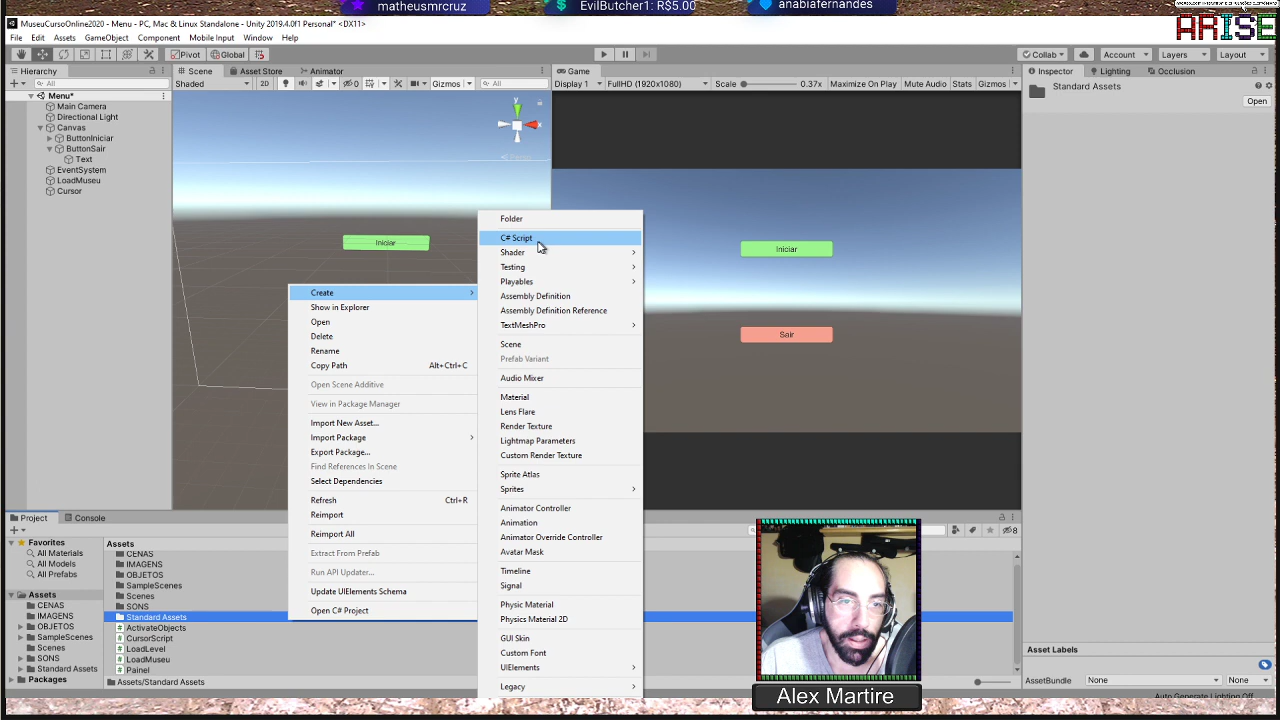 matheusmrcruz
EvilButcher1: R$5.00
anabiafernandes
ARISE
MuseuCursoOnline2020 - Menu - PC, Mac & Linux Standalone - Unity 2019.4.0f1 Personal* <DX11>
File Edit Assets GameObject Component Mobile Input Window Help
Pivot Global Collab Account Layers Layout
Hierarchy
All
Menu*
Main Camera
Directional Light
Canvas
ButtonIniciar
ButtonSair
Text
EventSystem
LoadMuseu
Cursor
Scene Asset Store Animator
Shaded 2D 0 Gizmos All
y
x
Persp
Iniciar
Game
Display 1 FullHD (1920x1080) Scale 0.37x Maximize On Play Mute Audio Stats Gizmos
Iniciar
Sair
Inspector Lighting Occlusion
Standard Assets
Open
Create
Show in Explorer
Open
Delete
Rename
Copy Path Alt+Ctrl+C
Open Scene Additive
View in Package Manager
Import New Asset...
Import Package
Export Package...
Find References In Scene
Select Dependencies
Refresh Ctrl+R
Reimport
Reimport All
Extract From Prefab
Run API Updater...
Update UIElements Schema
Open C# Project
Folder
C# Script
Shader
Testing
Playables
Assembly Definition
Assembly Definition Reference
TextMeshPro
Scene
Prefab Variant
Audio Mixer
Material
Lens Flare
Render Texture
Lightmap Parameters
Custom Render Texture
Sprite Atlas
Sprites
Animator Controller
Animation
Animator Override Controller
Avatar Mask
Timeline
Signal
Physic Material
Physics Material 2D
GUI Skin
Custom Font
UIElements
Legacy
Project Console
8
Favorites
All Materials
All Models
All Prefabs
Assets
CENAS
IMAGENS
OBJETOS
SampleScenes
Scenes
SONS
Standard Assets
Packages
Assets
CENAS
IMAGENS
OBJETOS
SampleScenes
Scenes
SONS
Standard Assets
ActivateObjects
CursorScript
LoadLevel
LoadMuseu
Painel
Assets/Standard Assets
Asset Labels
AssetBundle None None
Auto Generate Lighting Off
Alex Martire